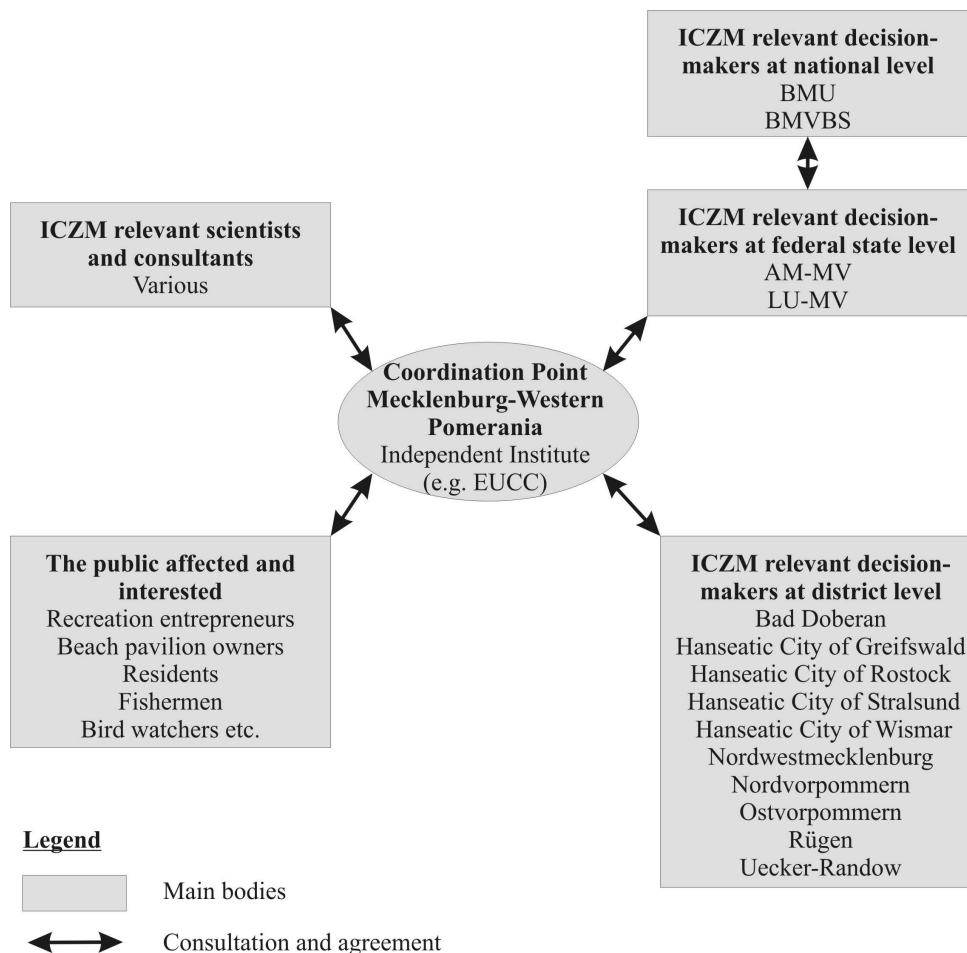 ICZM relevant decision-
makers at national level
BMU
BMVBS
ICZM relevant scientists
and consultants
Various
ICZM relevant decision-
makers at federal state level
AM-MV
LU-MV
Coordination Point
Mecklenburg-Western
Pomerania
Independent Institute
(e.g. EUCC)
The public affected and
interested
Recreation entrepreneurs
Beach pavilion owners
Residents
Fishermen
Bird watchers etc.
ICZM relevant decision-
makers at district level
Bad Doberan
Hanseatic City of Greifswald
Hanseatic City of Rostock
Hanseatic City of Stralsund
Hanseatic City of Wismar
Nordwestmecklenburg
Nordvorpommern
Ostvorpommern
Rügen
Uecker-Randow
Legend
Main bodies
Consultation and agreement